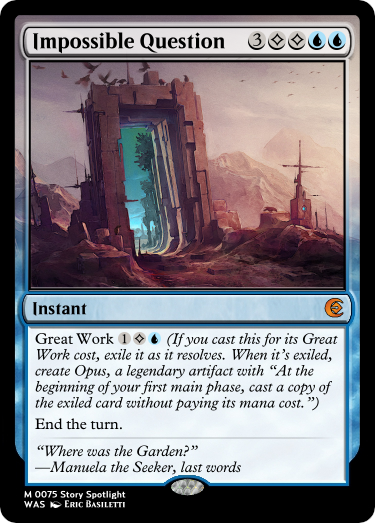 Impossible Question 3
Instant
Great Work 1 (If you cast this for its Great
Work cost, exile it as it resolves. When it's exiled,
create Opus, a legendary artifact with “At the
beginning of your first main phase, cast a copy of
the exiled card without paying its mana cost.”)
End the turn.
“Where was the Garden?”
—Manuela the Seeker, last words
M 0075 Story Spotlight
WAS Eric Basiletti